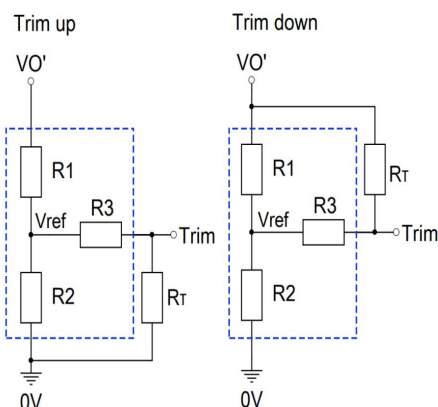 Trim up
VO'
R1
R3
Vref
Trim
R2
RT
0V
Trim down
VO'
R1
RT
R3
Vref
Trim
R2
0V